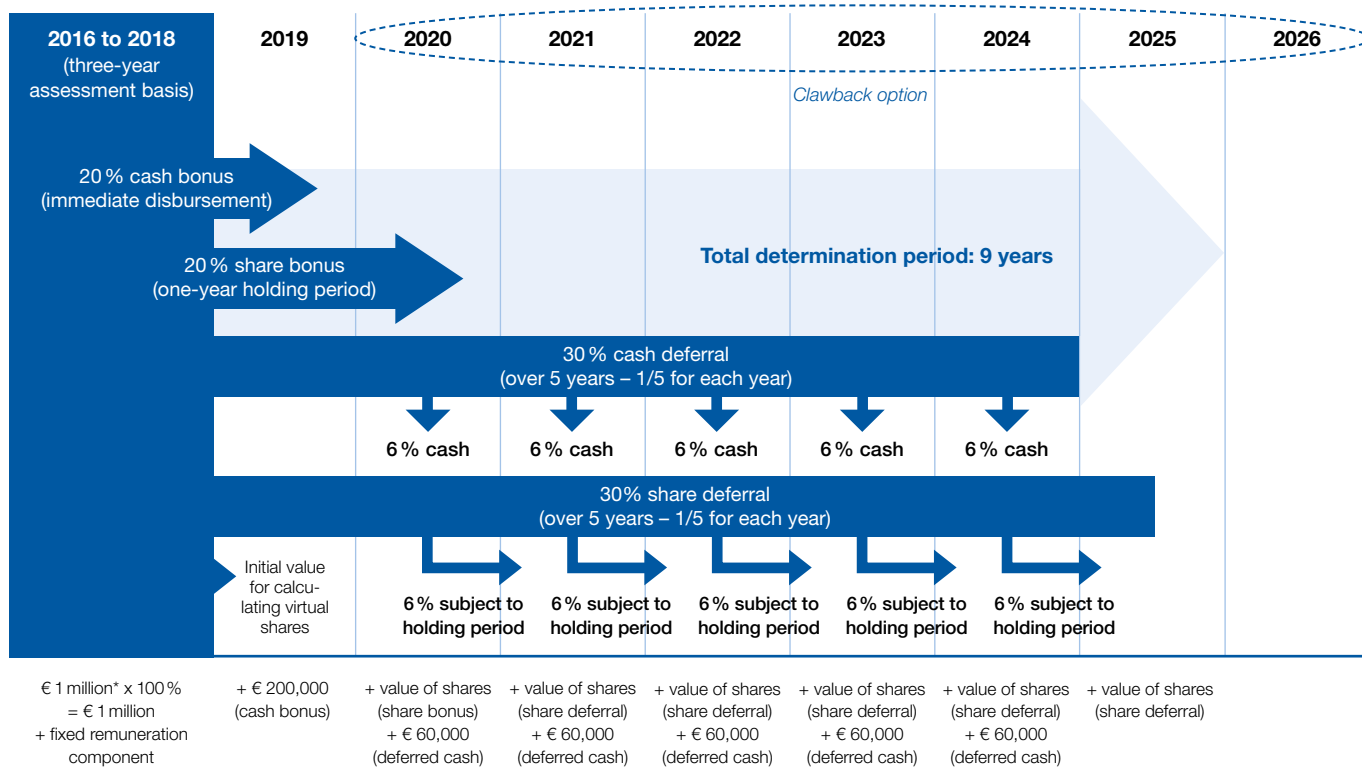 2016 to 2018
(three-year
assessment basis)
2019
2020
2021
2022
2023
2024
2025
2026
Clawback option
20 % cash bonus
(immediate disbursement)
20 % share bonus
(one-year holding period)
Total determination period: 9 years
30 % cash deferral
(over 5 years – 1/5 for each year)
6 % cash
6 % cash
6 % cash
6 % cash
6 % cash
30% share deferral
(over 5 years – 1/5 for each year)
Initial value
for calcu-
lating virtual
shares
6 % subject to
holding period
6 % subject to
holding period
6 % subject to
holding period
6 % subject to
holding period
6 % subject to
holding period
€ 1 million* x 100 %
= € 1 million
+ fixed remuneration
component
+ € 200,000
(cash bonus)
+ value of shares
(share bonus)
+ € 60,000
(deferred cash)
+ value of shares
(share deferral)
+ € 60,000
(deferred cash)
+ value of shares
(share deferral)
+ € 60,000
(deferred cash)
+ value of shares
(share deferral)
+ € 60,000
(deferred cash)
+ value of shares
(share deferral)
+ € 60,000
(deferred cash)
+ value of shares
(share deferral)